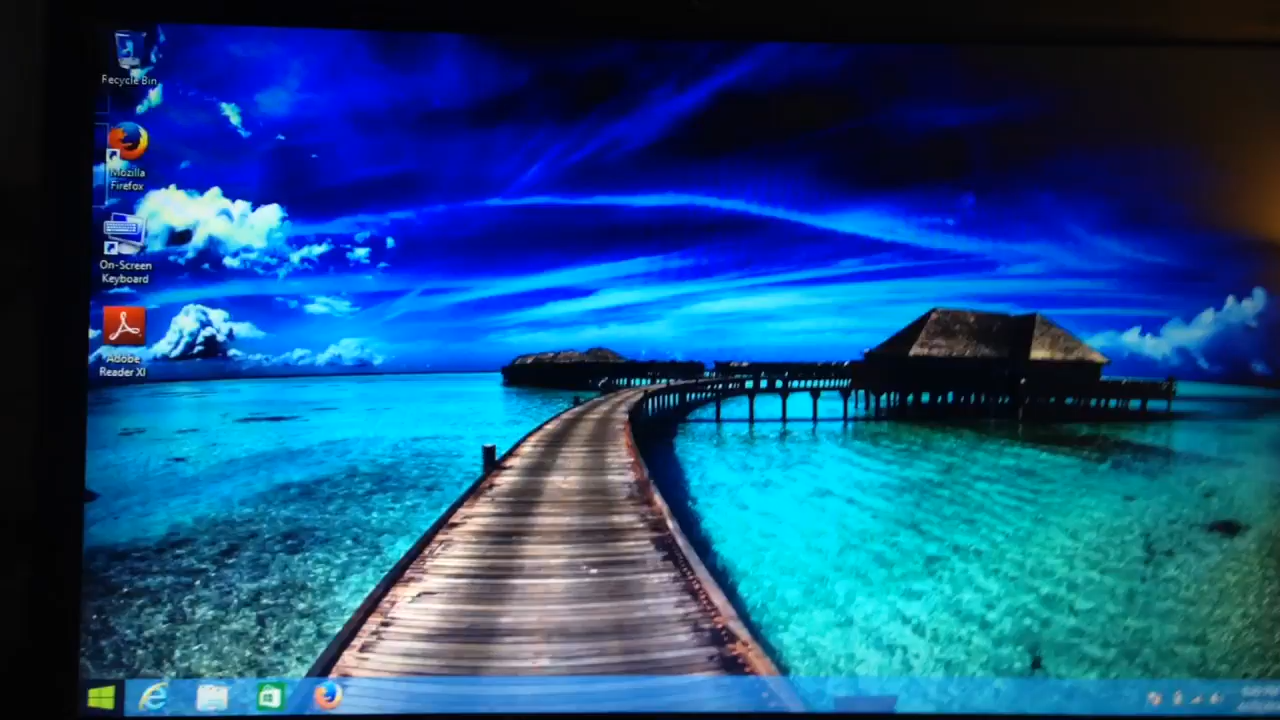 Recycle Bin
Mozilla
Firefox
On-Screen
Keyboard
Adobe
Reader XI